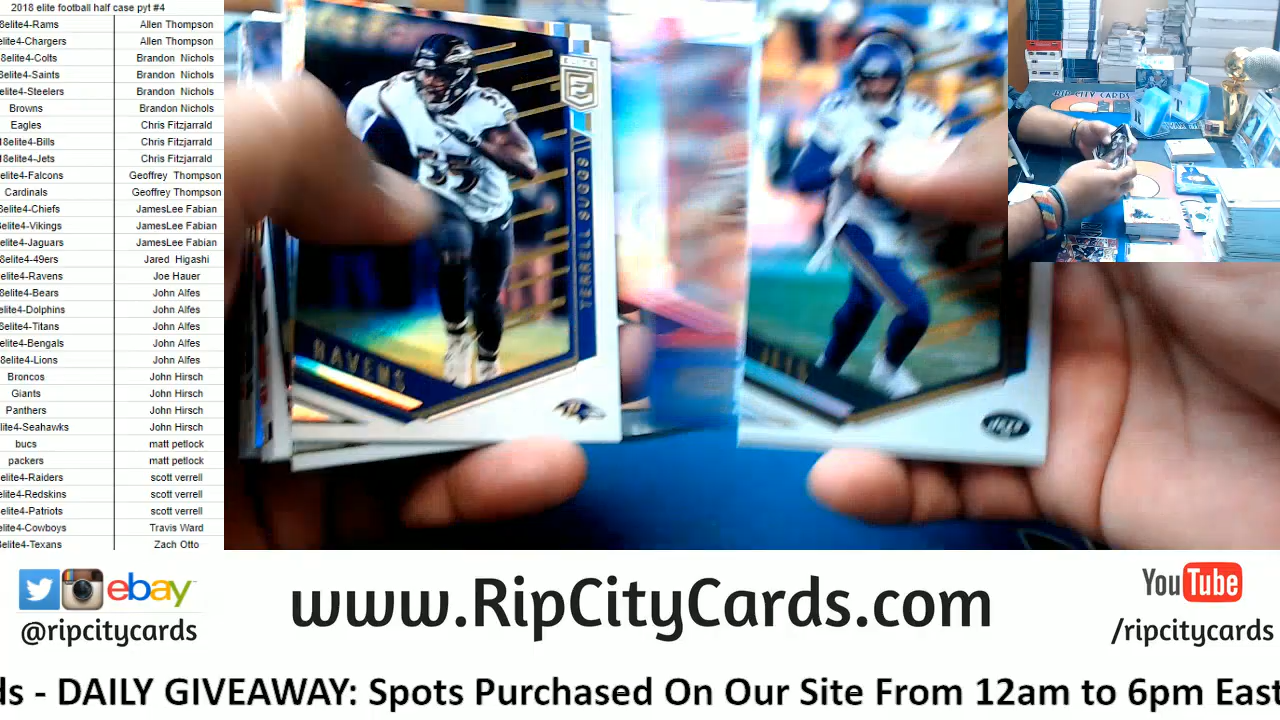 2018 elite football half case pyt #4
8elite4-Rams Allen Thompson
elite4-Chargers Allen Thompson
8elite4-Colts Brandon Nichols
8elite4-Saints Brandon Nichols
elite4-Steelers Brandon Nichols
Browns Brandon Nichols
Eagles Chris Fitzjarrald
18elite4-Bills Chris Fitzjarrald
18elite4-Jets Chris Fitzjarrald
elite4-Falcons Geoffrey Thompson
Cardinals Geoffrey Thompson
8elite4-Chiefs JamesLee Fabian
elite4-Vikings JamesLee Fabian
elite4-Jaguars JamesLee Fabian
8elite4-49ers Jared Higashi
elite4-Ravens Joe Hauer
8elite4-Bears John Alfes
elite4-Dolphins John Alfes
8elite4-Titans John Alfes
elite4-Bengals John Alfes
8elite4-Lions John Alfes
Broncos John Hirsch
Giants John Hirsch
Panthers John Hirsch
lite4-Seahawks John Hirsch
bucs matt petlock
packers matt petlock
elite4-Raiders scott verrell
elite4-Redskins scott verrell
elite4-Patriots scott verrell
lite4-Cowboys Travis Ward
8elite4-Texans Zach Otto
ELITE
E
TERRELL SUGGS
RAVENS
55
JETS
JETS
RIP CITY CARDS
ebay
@ripcitycards
www.RipCityCards.com
YouTube
/ripcitycards
ds - DAILY GIVEAWAY: Spots Purchased On Our Site From 12am to 6pm East